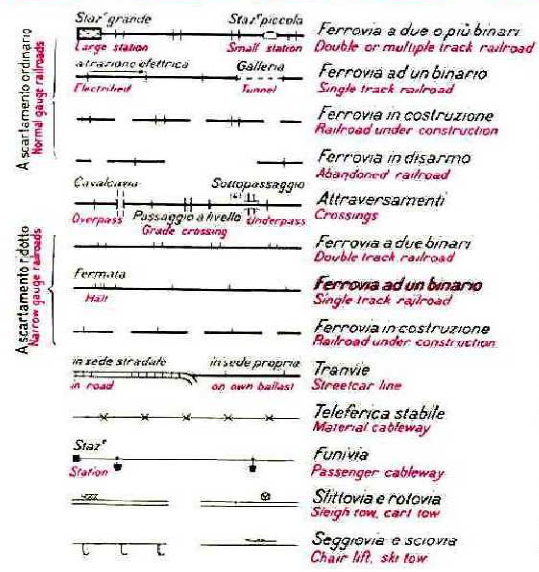 Staz.e grande Staz.e piccola
Large station Small station
Ferrovia a due o più binari
Double or multiple track railroad
a trazione elettrica Galleria
Electrified Tunnel
Ferrovia ad un binario
Single track railroad
Ferrovia in costruzione
Railroad under construction
Ferrovia in disarmo
Abandoned railroad
A scartamento ordinario
Normal gauge railroads
Cavalcavia Sottopassaggio
Overpass Passaggio a livello Underpass
Grade crossing
Attraversamenti
Crossings
Ferrovia a due binari
Double track railroad
Fermata
Halt
Ferrovia ad un binario
Single track railroad
Ferrovia in costruzione
Railroad under construction
A scartamento ridotto
Narrow gauge railroads
in sede stradale in sede propria
in road on own ballast
Tranvie
Streetcar line
Teleferica stabile
Material cableway
Staz.e
Station
Funivia
Passenger cableway
Slittovia e rotovia
Sleigh tow, cart tow
Seggiovia e sciovia
Chair lift, ski tow